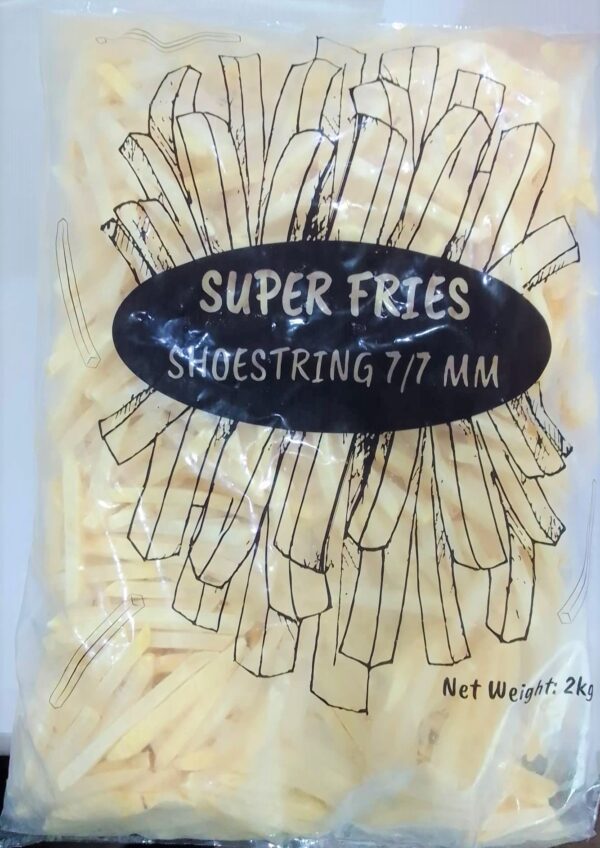 SUPER FRIES
SHOESTRING 7/7 MM
Net Weight: 2kg